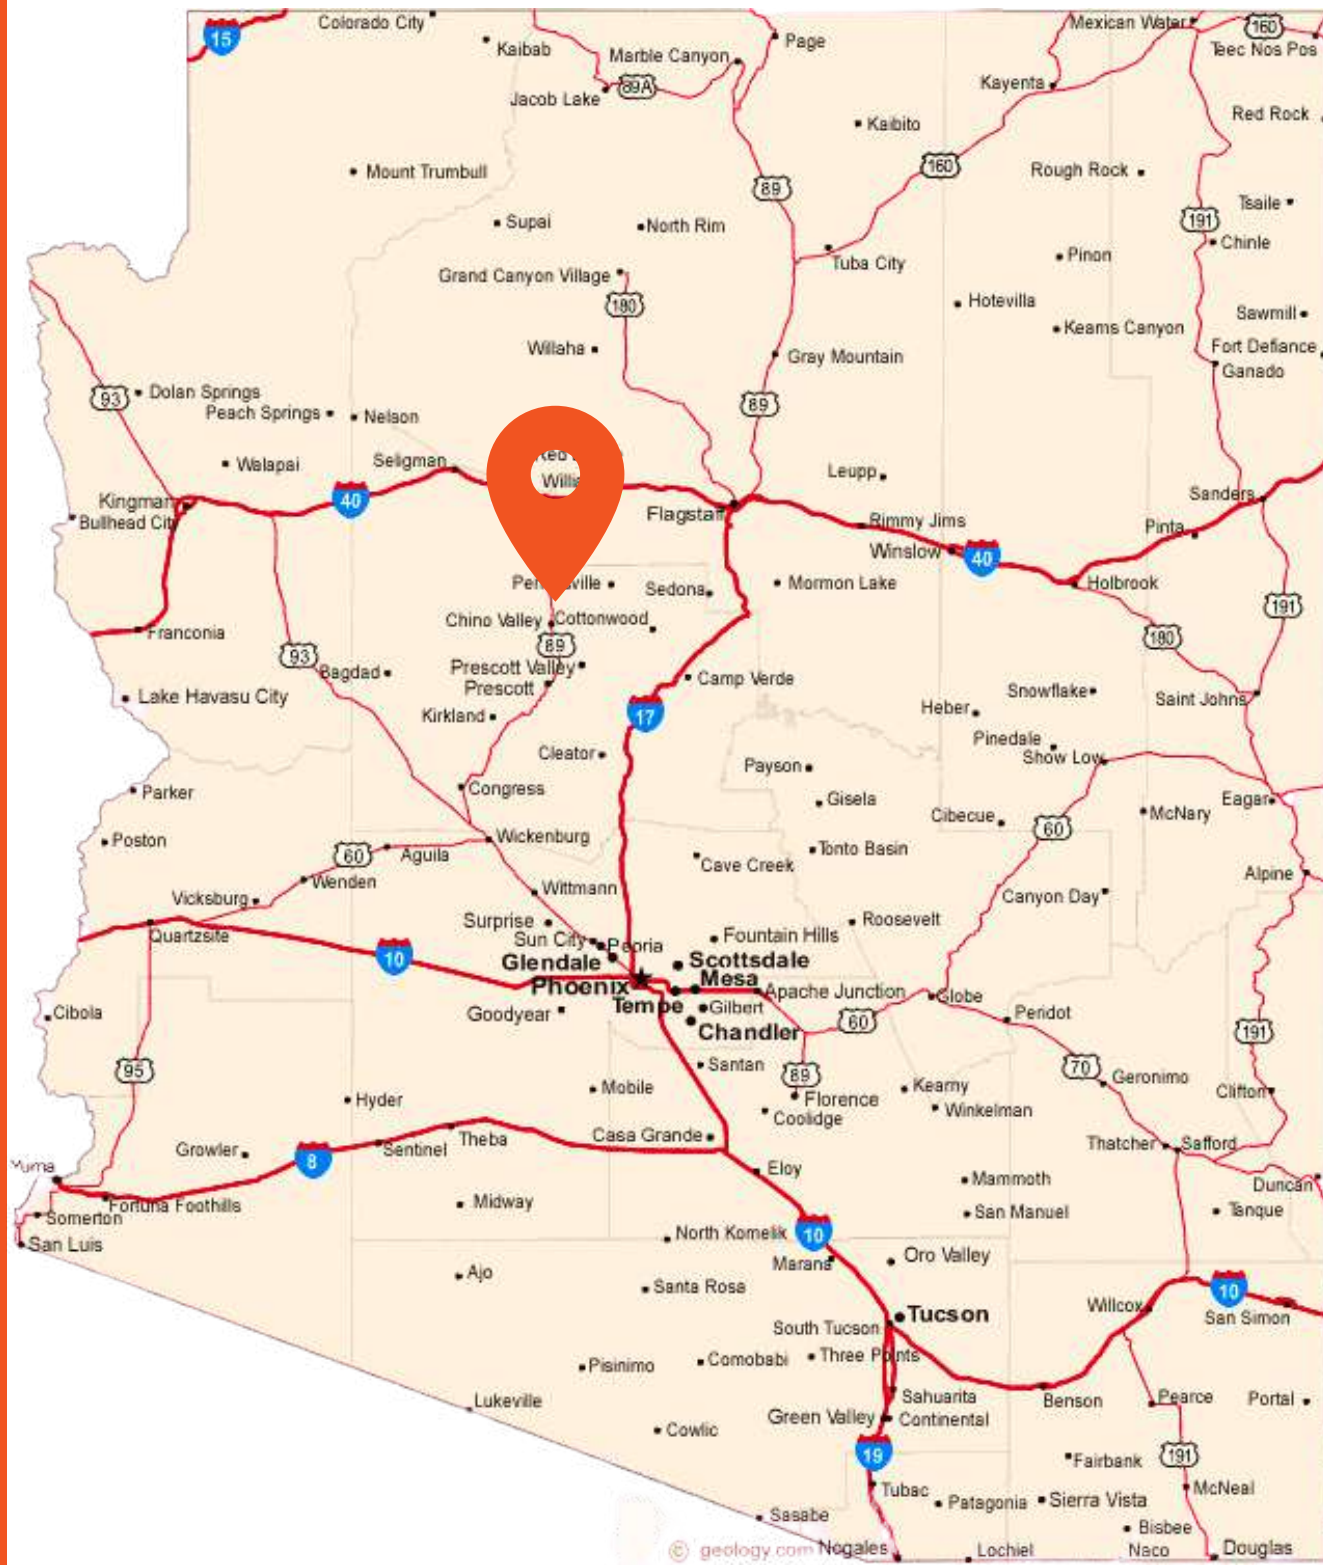 Colorado City
Mexican Water
160
15
Kaibab
Page
Teec Nos Pos
Marble Canyon
Jacob Lake
89A
Kayenta
Red Rock
Kaibito
160
Mount Trumbull
Rough Rock
89
Tsaile
Supai
North Rim
191
Chinle
Tuba City
Pinon
Grand Canyon Village
180
Hotevilla
Sawmill
Keams Canyon
Willaha
Gray Mountain
Fort Defiance
Ganado
93
Dolan Springs
Peach Springs
Nelson
89
Walapai
Seligman
Leupp
Kingman
40
Flagstaff
Sanders
Bullhead City
Rimmy Jims
Pinta
Winslow
40
Holbrook
Sedona
Mormon Lake
191
Chino Valley
Cottonwood
Franconia
180
93
89
Bagdad
Prescott Valley
Prescott
Camp Verde
Lake Havasu City
Snowflake
Saint Johns
Kirkland
17
Heber
Cleator
Pinedale
Show Low
Payson
Parker
Congress
Gisela
Eagar
Cibecue
McNary
Poston
Wickenburg
60
60
Aguila
Cave Creek
Tonto Basin
Wenden
Alpine
Vicksburg
Wittmann
Canyon Day
Surprise
Roosevelt
Quartzsite
Sun City
Peoria
Fountain Hills
10
Glendale
Scottsdale
Phoenix
Mesa
Apache Junction
Globe
Cibola
Goodyear
Tempe
Gilbert
60
Peridot
Chandler
191
95
Santan
89
70
Geronimo
Mobile
Kearny
Clifton
Hyder
Florence
Coolidge
Winkelman
Casa Grande
Growler
8
Sentinel
Theba
Thatcher
Safford
Yuma
Eloy
Mammoth
Duncan
Fortuna Foothills
Midway
Somerton
San Manuel
Tanque
San Luis
North Komelik
10
Oro Valley
Marana
Ajo
Santa Rosa
10
Willcox
San Simon
Tucson
South Tucson
Pisinimo
Comobabi
Three Points
Lukeville
Sahuarita
Benson
Pearce
Portal
Green Valley
Continental
Cowlic
19
Fairbank
191
Tubac
McNeal
Patagonia
Sierra Vista
Sasabe
Bisbee
© geology.com
Nogales
Lochiel
Naco
Douglas